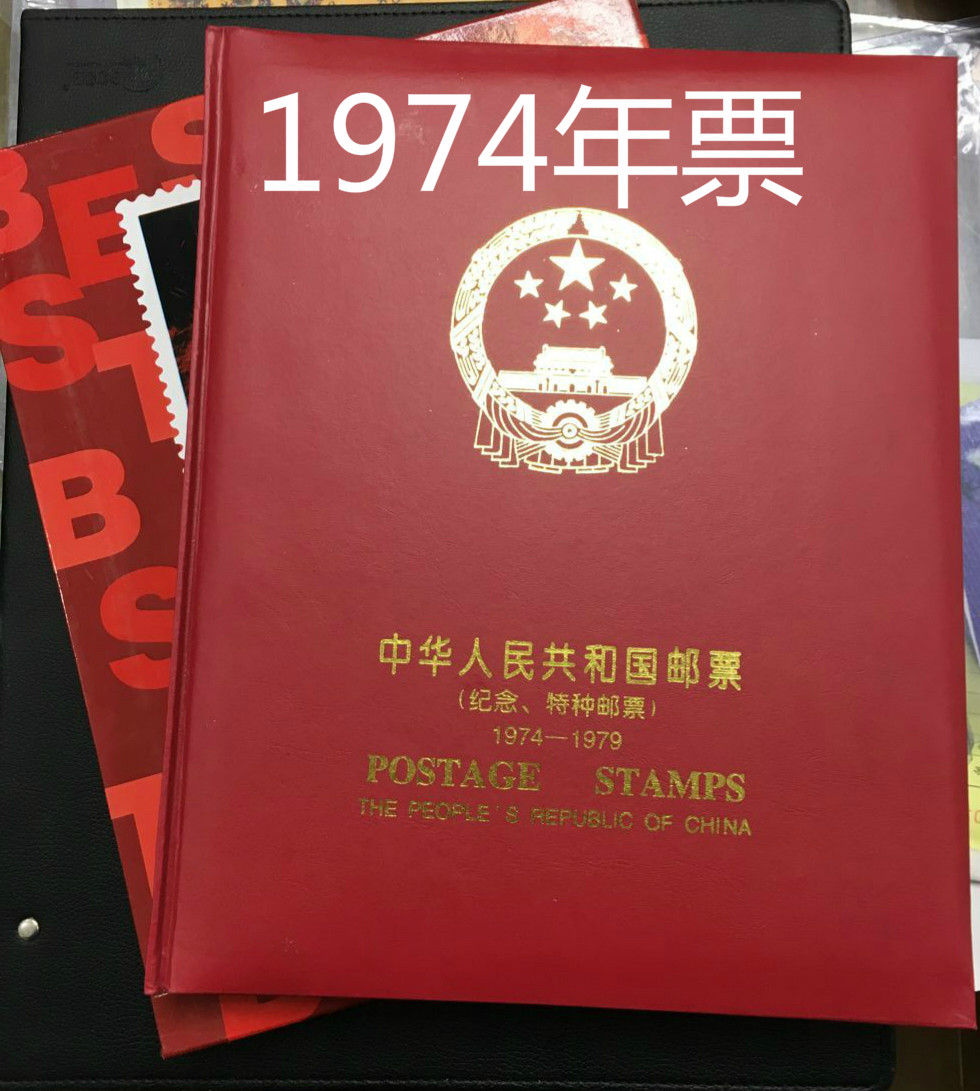 1974年票
中华人民共和国邮票
(纪念、特种邮票)
1974—1979
POSTAGE STAMPS
THE PEOPLE'S REPUBLIC OF CHINA
B E S
S T
B
S
T
B